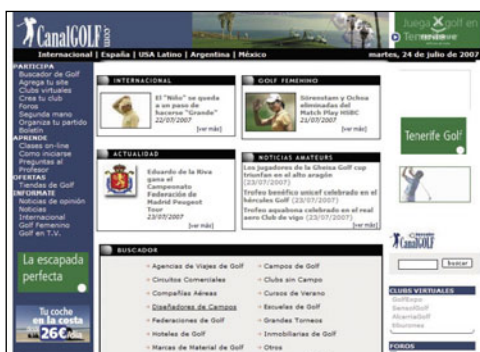 CanalGOLF.com
Juega golf en
Tenerife
Internacional | España | USA Latino | Argentina | México
martes, 24 de julio de 2007
PARTICIPA
Buscador de Golf
Agrega tu site
Clubs virtuales
Crea tu club
Foros
Segunda mano
Organiza tu partido
Boletín
APRENDE
Clases on-line
Como iniciarse
Preguntas al
Profesor
OFERTAS
Tiendas de Golf
INFORMATE
Noticias de opinión
Noticias
Internacional
Golf Femenino
Golf en T.V.
La escapada
perfecta
Tu coche
en la costa
26€/día
INTERNACIONAL
El "Niño" se queda
a un paso de
hacerse "Grande"
22/07/2007
[ver más]
GOLF FEMENINO
Sörenstam y Ochoa
eliminadas del
Match Play HSBC
21/07/2007
[ver más]
ACTUALIDAD
Eduardo de la Riva
gana el
Campeonato
Federación de
Madrid Peugeot
Tour
23/07/2007
[ver más]
NOTICIAS AMATEURS
Los jugadores de la Gheisa Golf cup
triunfan en el alto aragón
(23/07/2007)
Trofeo benéfico unicef celebrado en el
hércules Golf (23/07/2007)
Trofeo aquabona celebrado en el real
aero Club de vigo (23/07/2007)
[ver más]
BUSCADOR
Agencias de Viajes de Golf
Circuitos Comerciales
Compañías Aéreas
Diseñadores de Campos
Federaciones de Golf
Hoteles de Golf
Marcas de Material de Golf
Campos de Golf
Clubs sin Campo
Cursos de Verano
Escuelas de Golf
Grandes Torneos
Inmobiliarias de Golf
Otros
Tenerife Golf
CanalGOLF
buscar
CLUBS VIRTUALES
GolfExpo
SensolGolf
AlcarriaGolf
FOROS